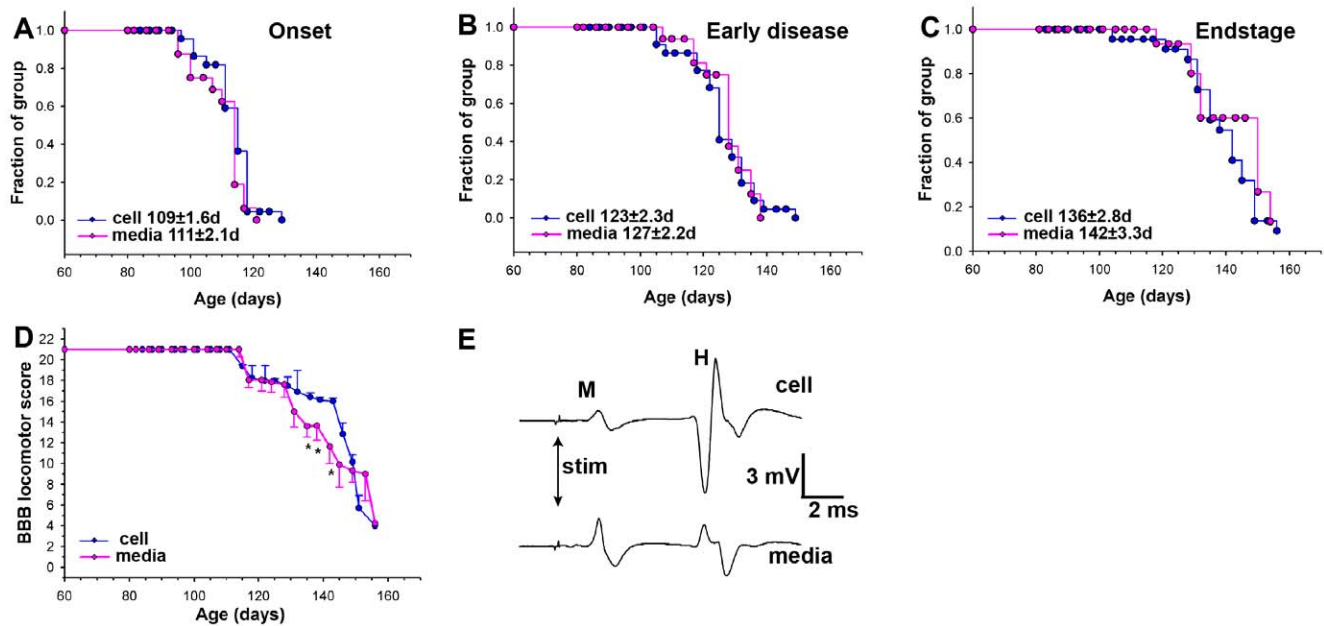 A
Onset
Fraction of group
1.0
0.8
0.6
0.4
0.2
0.0
cell 109±1.6d
media 111±2.1d
60 80 100 120 140 160
Age (days)
B
Early disease
Fraction of group
1.0
0.8
0.6
0.4
0.2
0.0
cell 123±2.3d
media 127±2.2d
60 80 100 120 140 160
Age (days)
C
Endstage
Fraction of group
1.0
0.8
0.6
0.4
0.2
0.0
cell 136±2.8d
media 142±3.3d
60 80 100 120 140 160
Age (days)
D
BBB locomotor score
22
20
18
16
14
12
10
8
6
4
2
0
* *
*
cell
media
60 80 100 120 140 160
Age (days)
E
M
H
cell
stim
3 mV
2 ms
media